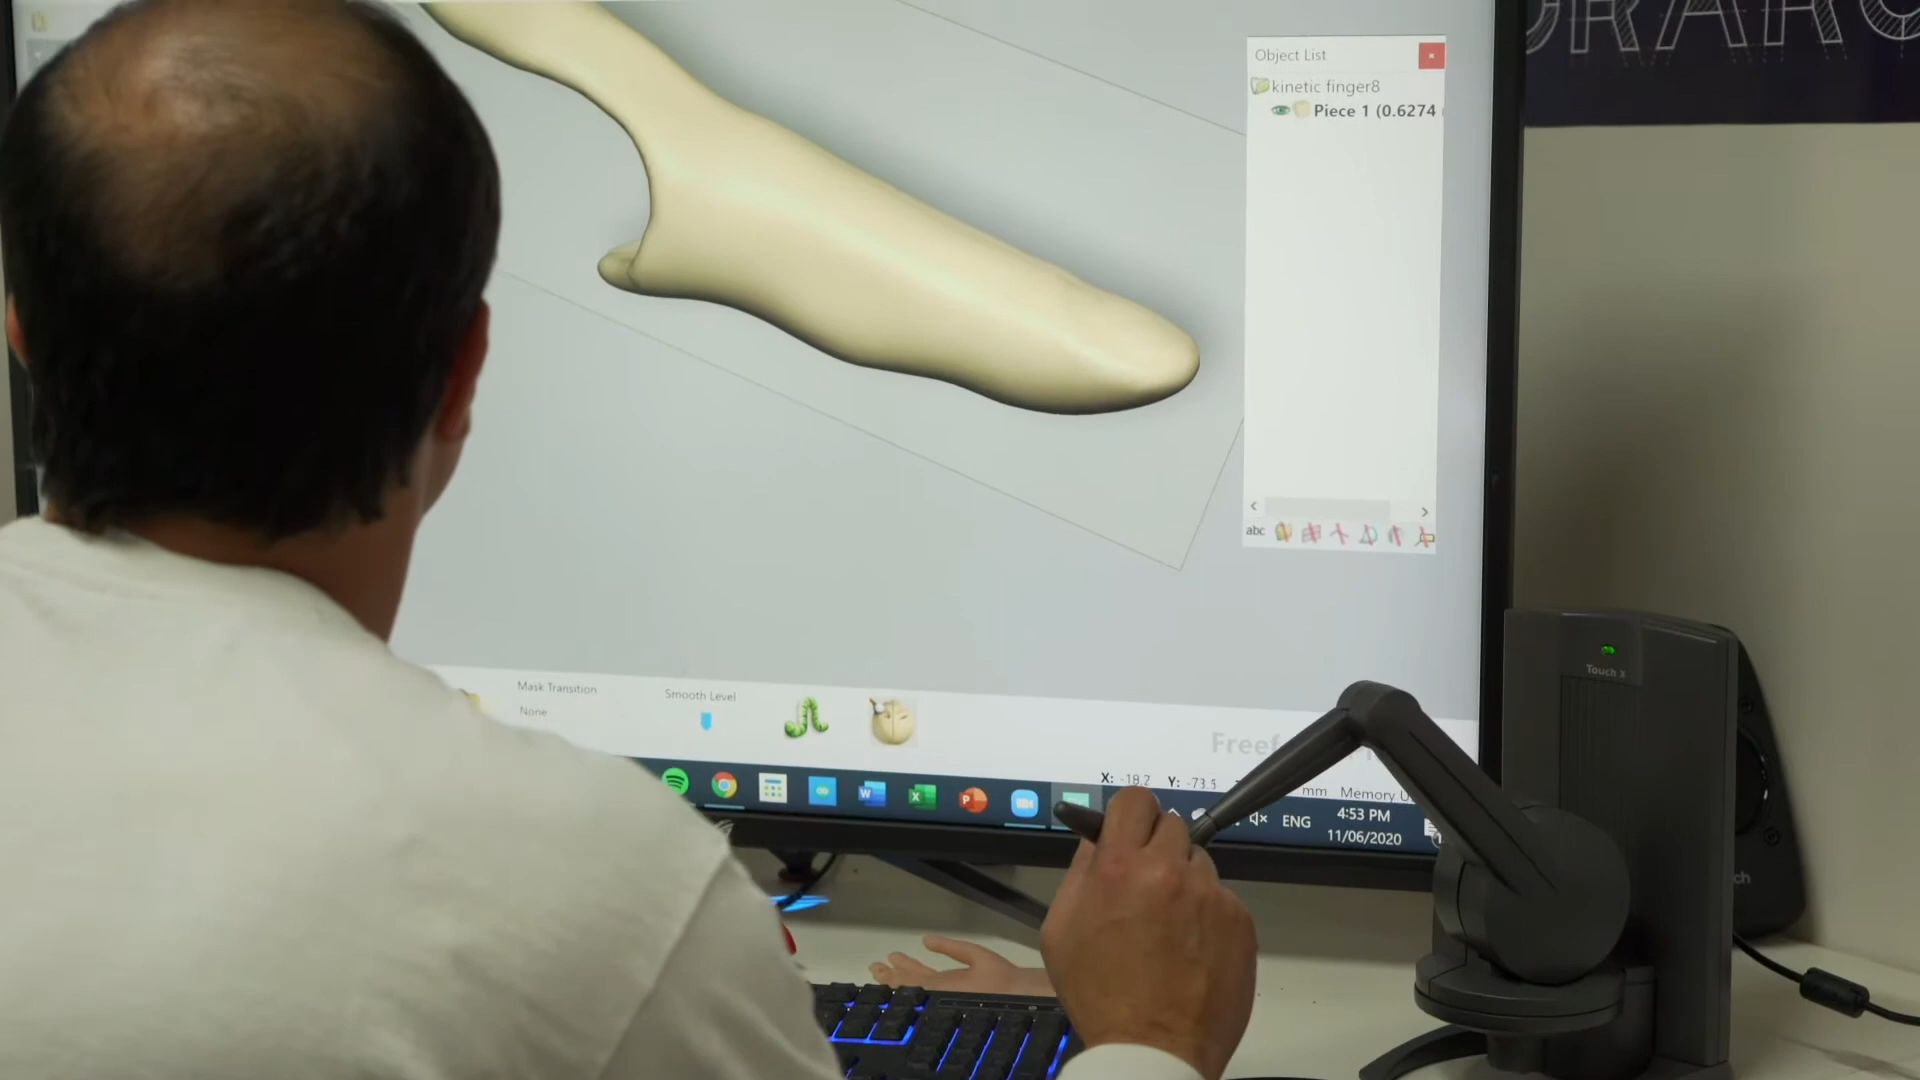 Object List
kinetic finger8
Piece 1 (0.6274
abc
Mask Transition
Smooth Level
None
X: -18.2 Y: -73.5
mm Memory
ENG
4:53 PM
11/06/2020
Touch X